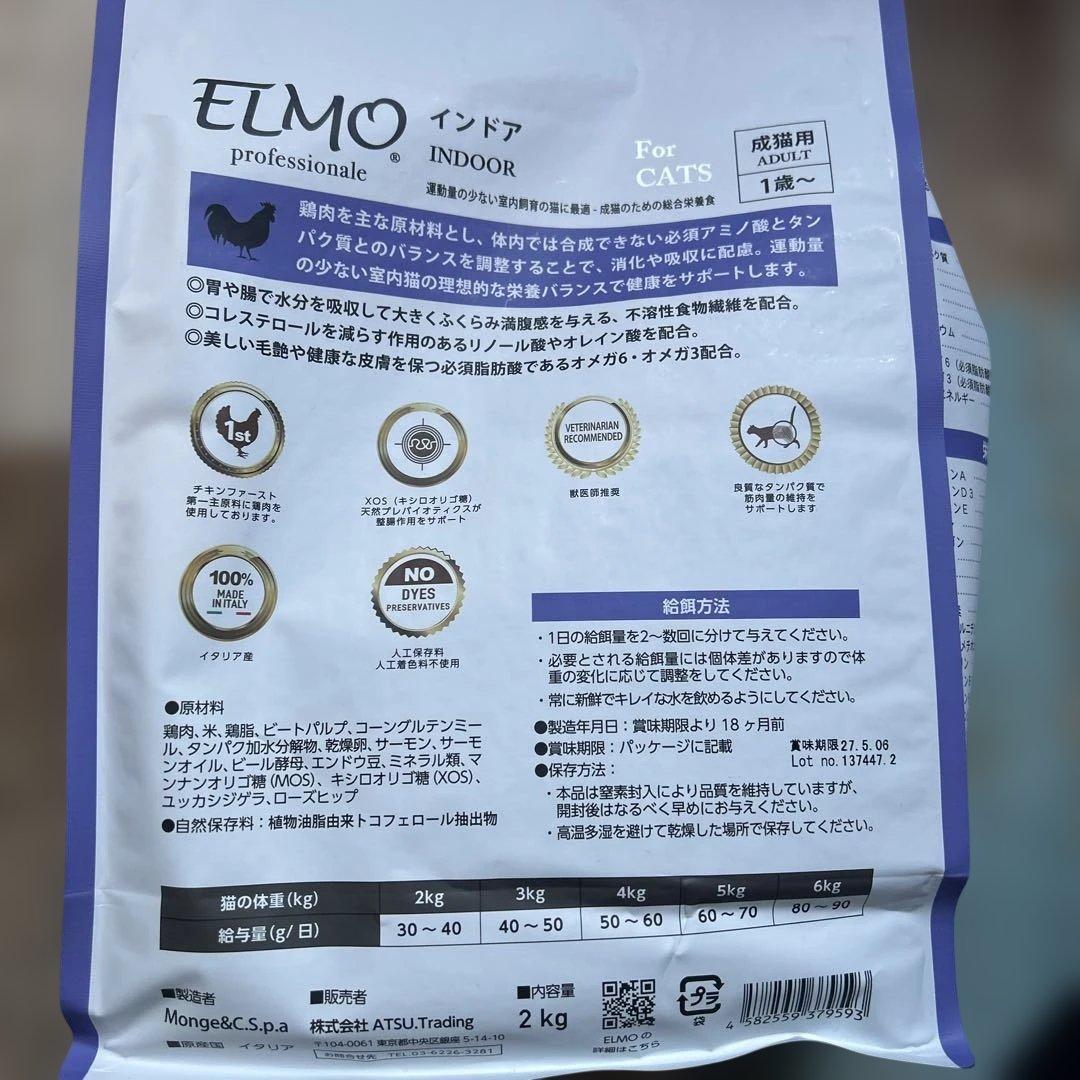 ELMO®
professionale
インドア
INDOOR
For
CATS
成猫用
ADULT
1歳～
運動量の少ない室内飼育の猫に最適 - 成猫のための総合栄養食
鶏肉を主な原材料とし、体内では合成できない必須アミノ酸とタン
パク質とのバランスを調整することで、消化や吸収に配慮。運動量
の少ない室内猫の理想的な栄養バランスで健康をサポートします。
◎胃や腸で水分を吸収して大きくふくらみ満腹感を与える、不溶性食物繊維を配合。
◎コレステロールを減らす作用のあるリノール酸やオレイン酸を配合。
◎美しい毛艶や健康な皮膚を保つ必須脂肪酸であるオメガ6・オメガ3配合。
1st
チキンファースト
第一主原料に鶏肉を
使用しております。
XOS（キシロオリゴ糖）
天然プレバイオティクスが
整腸作用をサポート
VETERINARIAN
RECOMMENDED
獣医師推奨
良質なタンパク質で
筋肉量の維持を
サポートします
100%
MADE
IN ITALY
イタリア産
NO
DYES
PRESERVATIVES
人工保存料
人工着色料不使用
●原材料
鶏肉、米、鶏脂、ビートパルプ、コーングルテンミー
ル、タンパク加水分解物、乾燥卵、サーモン、サーモ
ンオイル、ビール酵母、エンドウ豆、ミネラル類、マ
ンナンオリゴ糖（MOS）、キシロオリゴ糖（XOS）、
ユッカシジゲラ、ローズヒップ
●自然保存料：植物油脂由来トコフェロール抽出物
給餌方法
・1日の給餌量を2～数回に分けて与えてください。
・必要とされる給餌量には個体差がありますので体
重の変化に応じて調整をしてください。
・常に新鮮でキレイな水を飲めるようにしてください。
●製造年月日：賞味期限より 18 ヶ月前
●賞味期限：パッケージに記載
賞味期限27.5.06
Lot no.137447.2
●保存方法：
・本品は窒素封入により品質を維持していますが、
開封後はなるべく早めにお与えください。
・高温多湿を避けて乾燥した場所で保存してください。
猫の体重(kg) 2kg 3kg 4kg 5kg 6kg
給与量(g/日) 30～40 40～50 50～60 60～70 80～90
■製造者
Monge&C.S.p.a
■原産国 イタリア
■販売者
株式会社 ATSU.Trading
〒104-0061 東京都中央区銀座 5-14-10
お問合せ先 TEL.03-6226-3281
■内容量
2 kg
ELMO の
詳細はこちら
プラ
袋
4 582559 379593